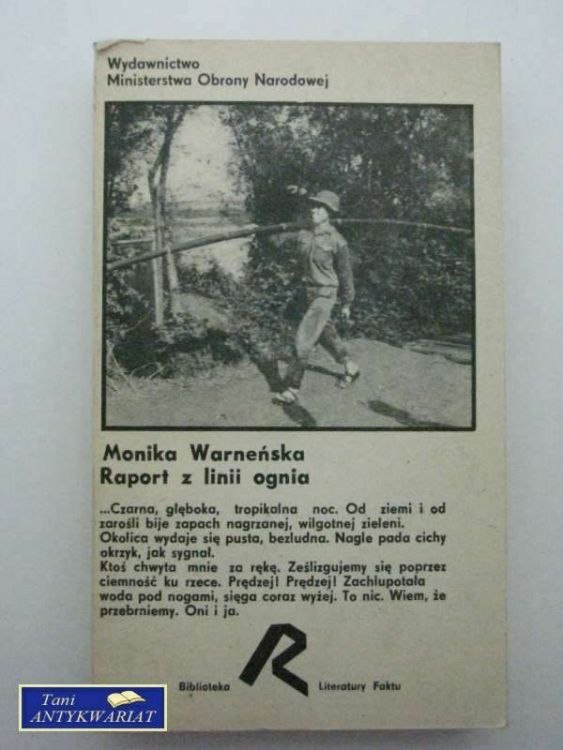 Wydawnictwo
Ministerstwa Obrony Narodowej
Monika Warneńska
Raport z linii ognia
...Czarna, głęboka, tropikalna noc. Od ziemi i od
zarośli bije zapach nagrzanej, wilgotnej zieleni.
Okolica wydaje się pusta, bezludna. Nagle pada cichy
okrzyk, jak sygnał.
Ktoś chwyta mnie za rękę. Ześlizgujemy się poprzez
ciemność ku rzece. Prędzej! Prędzej! Zachlupotała
woda pod nogami, sięga coraz wyżej. To nic. Wiem, że
przebrniemy. Oni i ja.
R
Biblioteka Literatury Faktu
Tani
ANTYKWARIAT